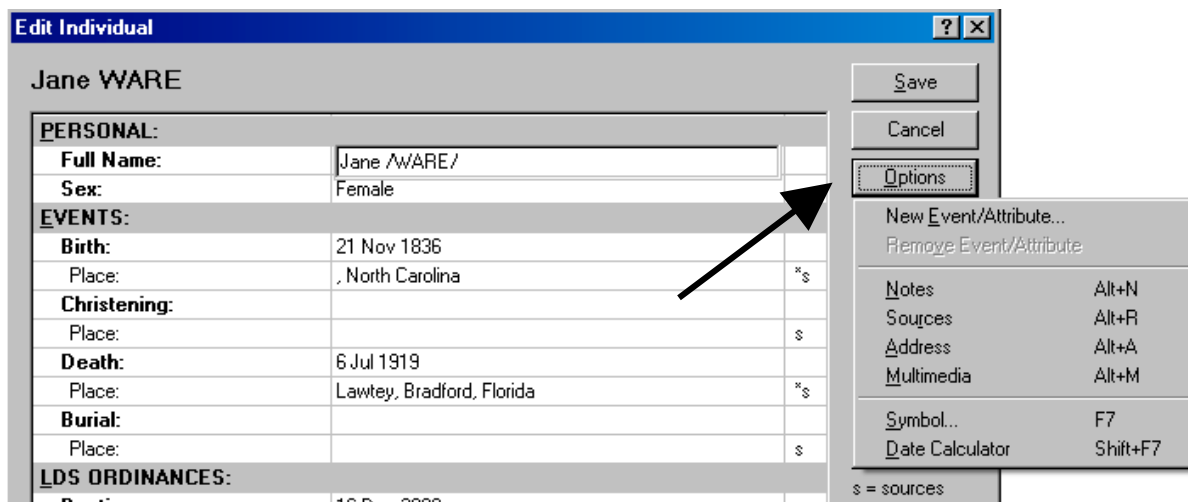 Edit Individual
? X
Jane WARE
Save
Cancel
Options
PERSONAL:
Full Name: Jane /WARE/
Sex: Female
EVENTS:
Birth: 21 Nov 1836
Place: , North Carolina *s
Christening:
Place: s
Death: 6 Jul 1919
Place: Lawtey, Bradford, Florida *s
Burial:
Place: s
LDS ORDINANCES:
New Event/Attribute...
Remove Event/Attribute
Notes Alt+N
Sources Alt+R
Address Alt+A
Multimedia Alt+M
Symbol... F7
Date Calculator Shift+F7
s = sources